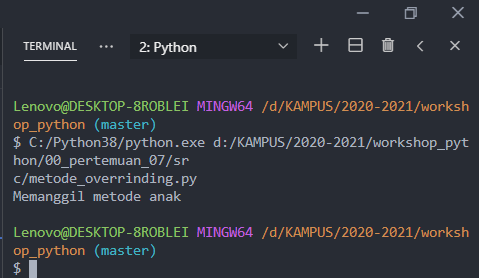 TERMINAL ... 2: Python
Lenovo@DESKTOP-8ROBLEI MINGW64 /d/KAMPUS/2020-2021/worksh
op_python (master)
$ C:/Python38/python.exe d:/KAMPUS/2020-2021/workshop_pyt
hon/00_pertemuan_07/sr
c/metode_overrinding.py
Memanggil metode anak
Lenovo@DESKTOP-8ROBLEI MINGW64 /d/KAMPUS/2020-2021/worksh
op_python (master)
$